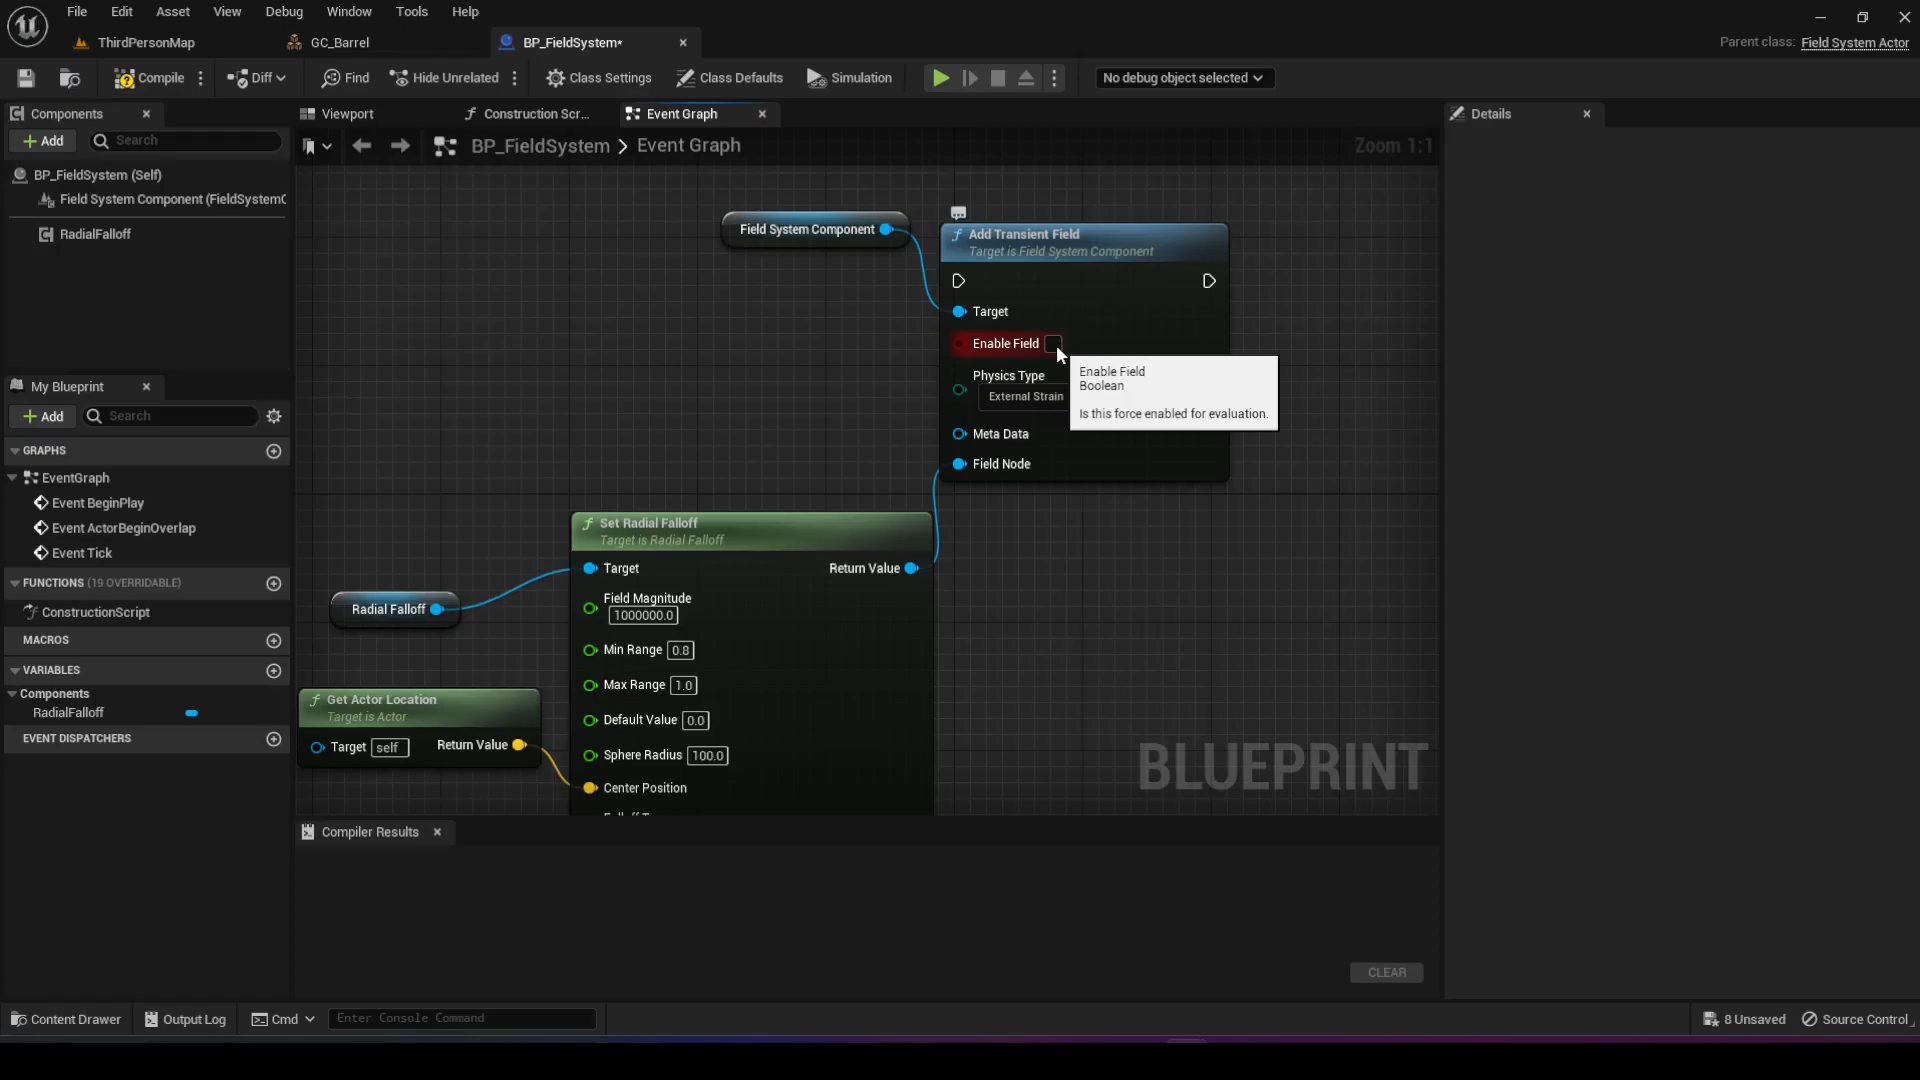 File Edit Asset View Debug Window Tools Help
ThirdPersonMap
GC_Barrel
BP_FieldSystem*
Parent class: Field System Actor
Compile
Diff
Find
Hide Unrelated
Class Settings
Class Defaults
Simulation
No debug object selected
Components
Viewport
Construction Scr...
Event Graph
Details
Add
Search
BP_FieldSystem > Event Graph
Zoom 1:1
BP_FieldSystem (Self)
Field System Component (FieldSystemC
RadialFalloff
Field System Component
Add Transient Field
Target is Field System Component
Target
Enable Field
Physics Type
External Strain
Meta Data
Field Node
Enable Field
Boolean
Is this force enabled for evaluation.
My Blueprint
Add
Search
GRAPHS
EventGraph
Event BeginPlay
Event ActorBeginOverlap
Event Tick
FUNCTIONS (19 OVERRIDABLE)
ConstructionScript
MACROS
VARIABLES
Components
RadialFalloff
EVENT DISPATCHERS
Set Radial Falloff
Target is Radial Falloff
Target
Return Value
Field Magnitude
1000000.0
Min Range 0.8
Max Range 1.0
Default Value 0.0
Sphere Radius 100.0
Center Position
Radial Falloff
Get Actor Location
Target is Actor
Target self
Return Value
BLUEPRINT
Compiler Results
CLEAR
Content Drawer
Output Log
Cmd
Enter Console Command
8 Unsaved
Source Control